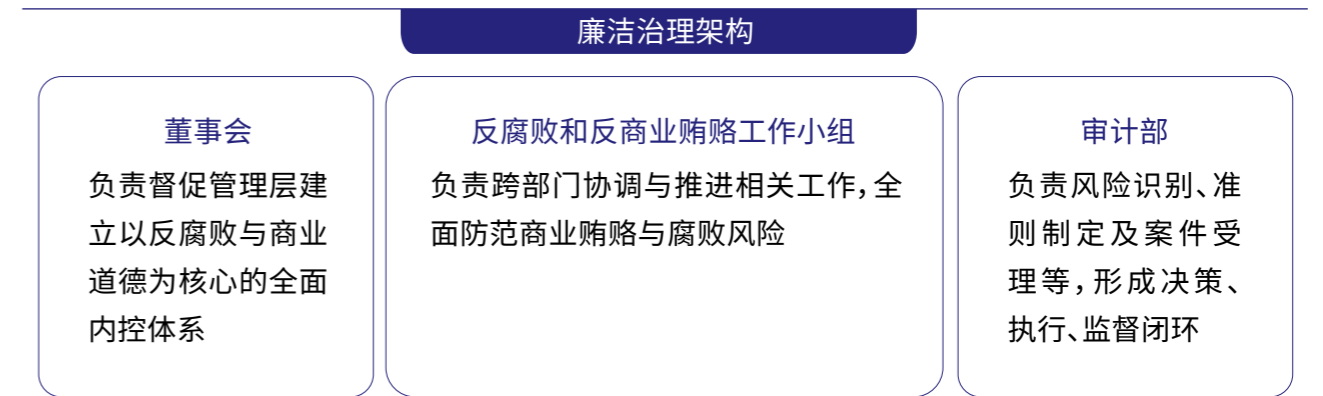 廉洁治理架构
董事会
负责督促管理层建
立以反腐败与商业
道德为核心的全面
内控体系
反腐败和反商业贿赂工作小组
负责跨部门协调与推进相关工作，全
面防范商业贿赂与腐败风险
审计部
负责风险识别、准
则制定及案件受
理等，形成决策、
执行、监督闭环